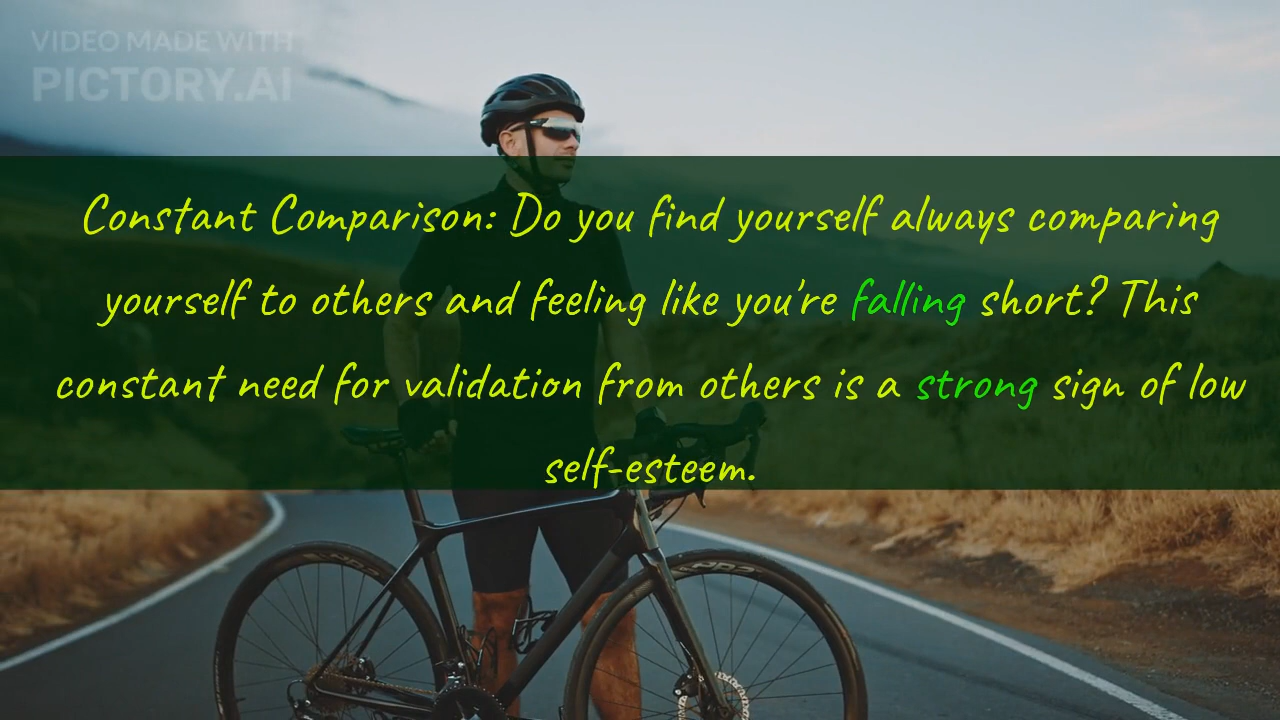 VIDEO MADE WITH
PICTORY.AI
Constant Comparison: Do you find yourself always comparing
yourself to others and feeling like you're falling short? This
constant need for validation from others is a strong sign of low
self-esteem.